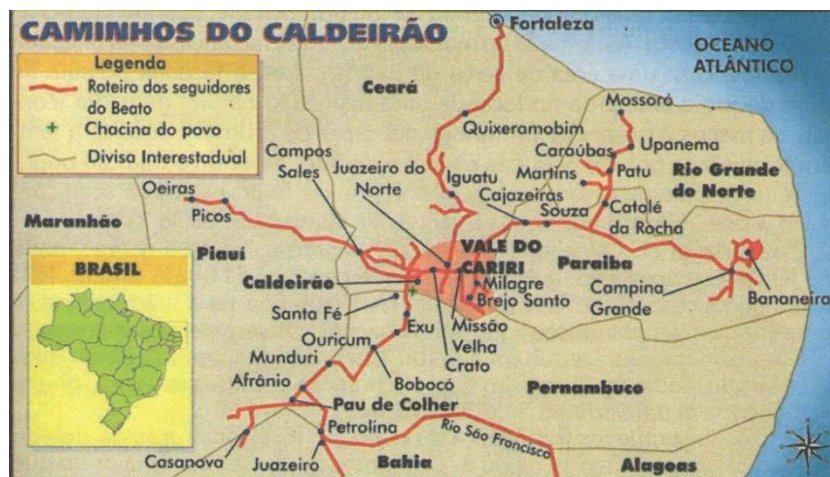 CAMINHOS DO CALDEIRÃO
Legenda
Roteiro dos seguidores
do Beato
Chacina do povo
Divisa Interestadual
Fortaleza
OCEANO
ATLÂNTICO
Ceará
Mossoró
Quixeramobim
Upanema
Caraúbas
Campos
Sales
Juazeiro do
Norte
Iguatu
Martins
Patu
Rio Grande
do Norte
Cajazeiras
Souza
Catolé
da Rocha
Oeiras
Picos
Maranhão
Piauí
VALE DO
CARIRI
Paraiba
BRASIL
Caldeirão
Milagre
Brejo Santo
Campina
Grande
Bananeira
Santa Fé
Exu
Missão
Velha
Crato
Ouricum
Munduri
Bobocó
Afrânio
Pau de Colher
Pernambuco
Petrolina
Rio São Francisco
Casanova
Juazeiro
Bahia
Alagoas